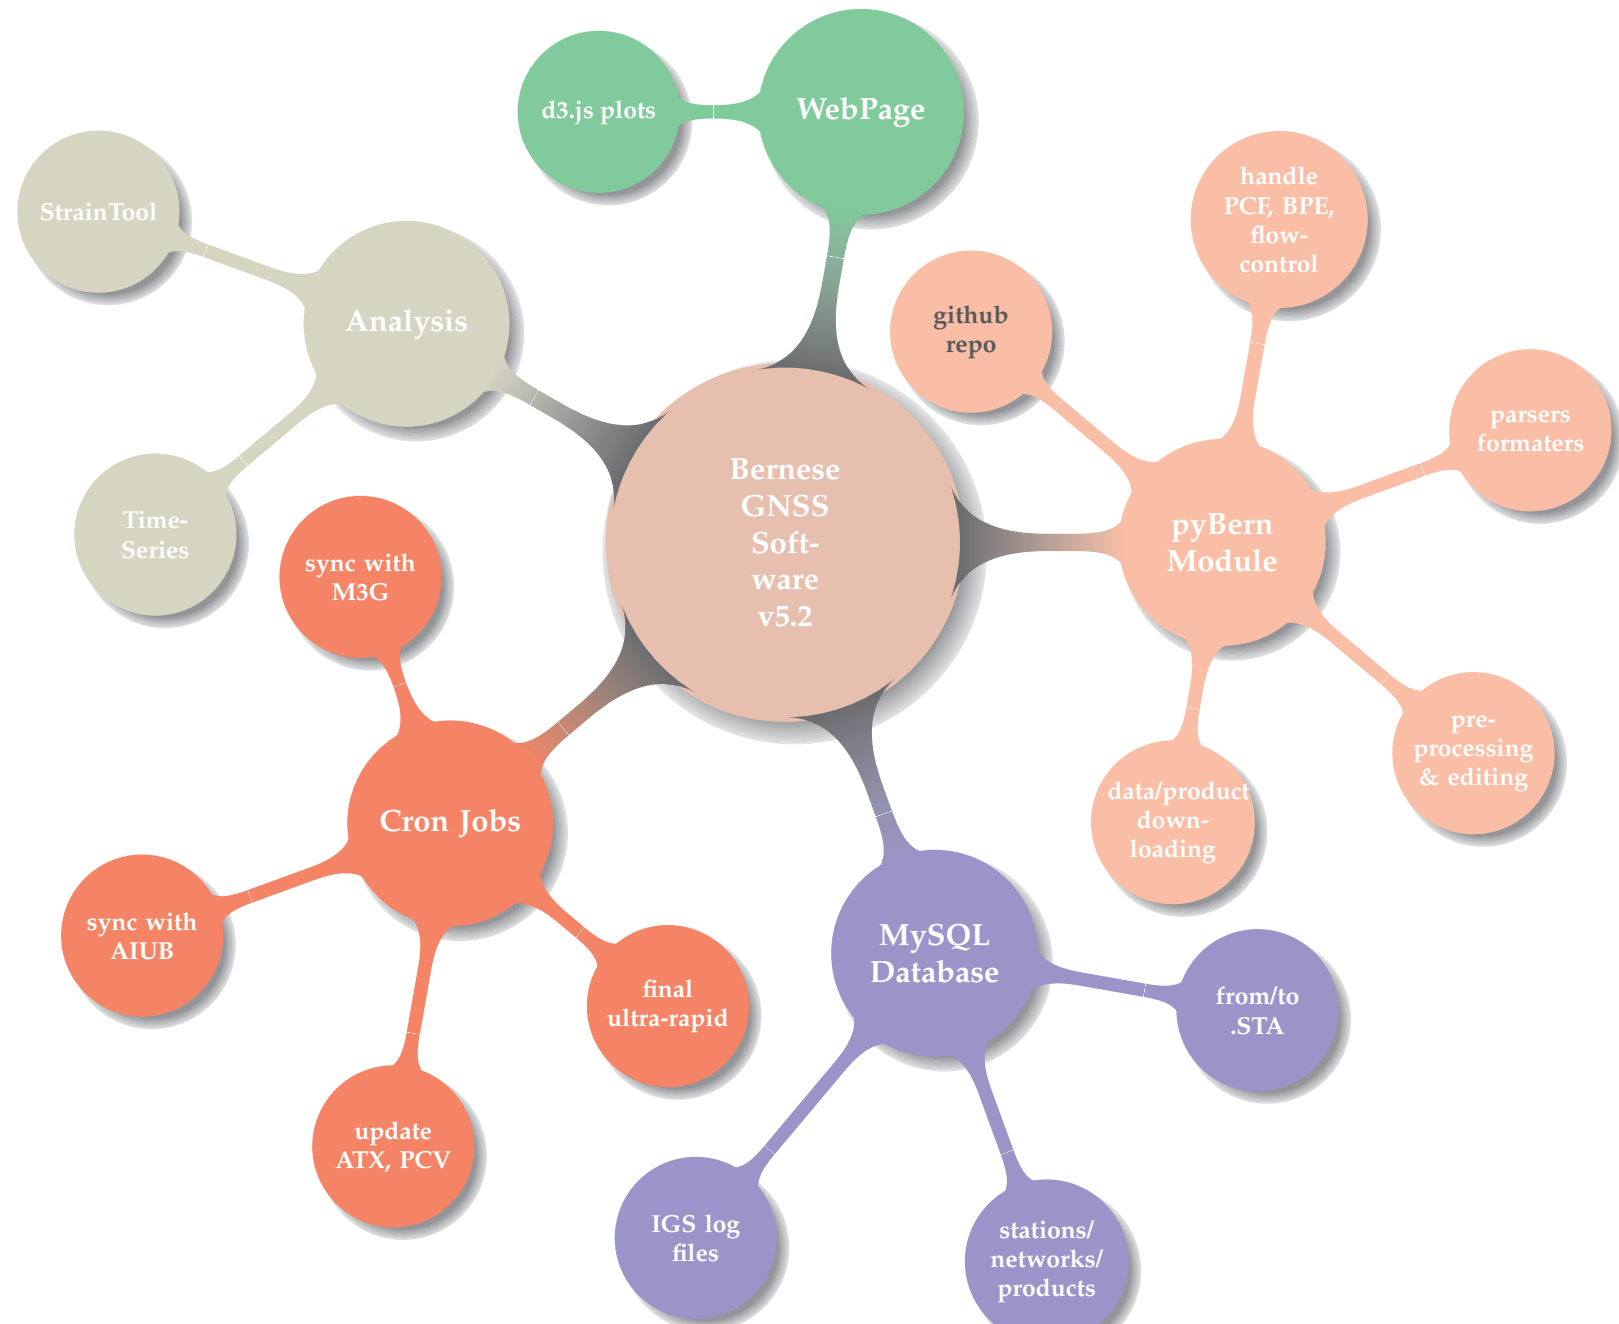 d3.js plots
WebPage
StrainTool
Analysis
Time-
Series
handle
PCF, BPE,
flow-
control
github
repo
parsers
formaters
pyBern
Module
pre-
processing
& editing
data/product
down-
loading
Bernese
GNSS
Soft-
ware
v5.2
sync with
M3G
Cron Jobs
sync with
AIUB
final
ultra-rapid
update
ATX, PCV
MySQL
Database
from/to
.STA
IGS log
files
stations/
networks/
products